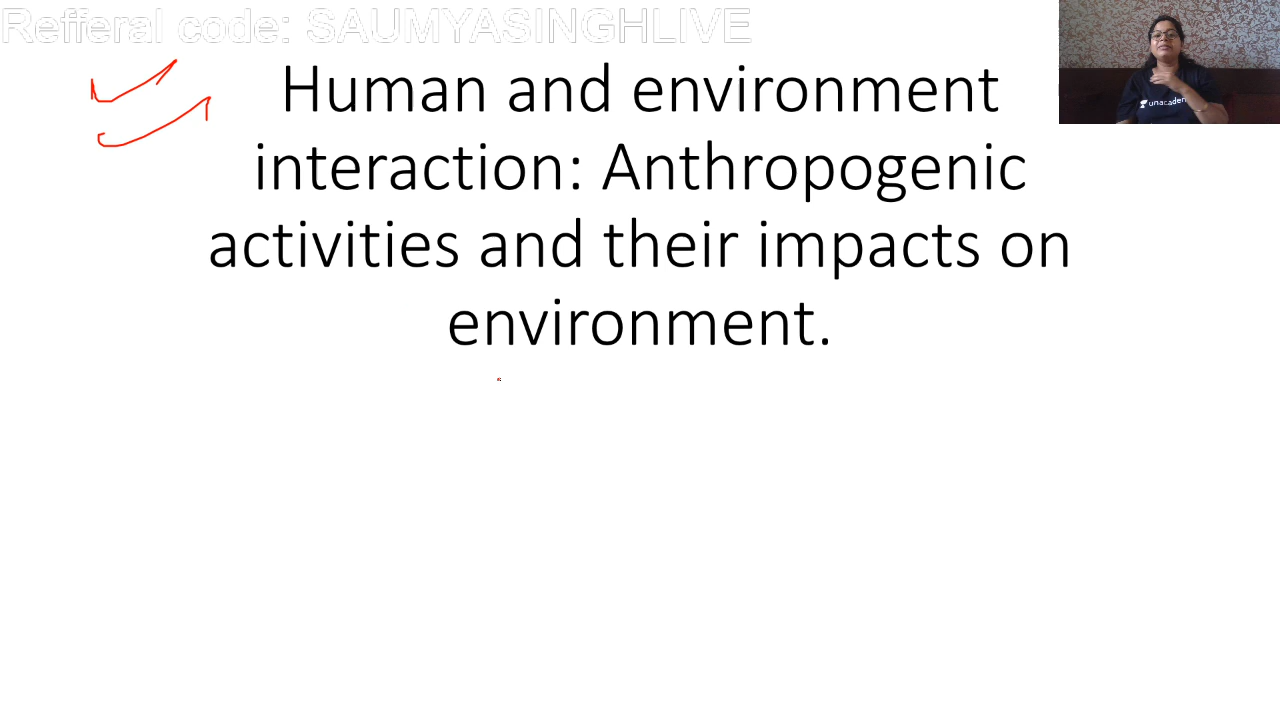 Refferal code: SAUMYASINGHLIVE
Human and environment
interaction: Anthropogenic
activities and their impacts on
environment.